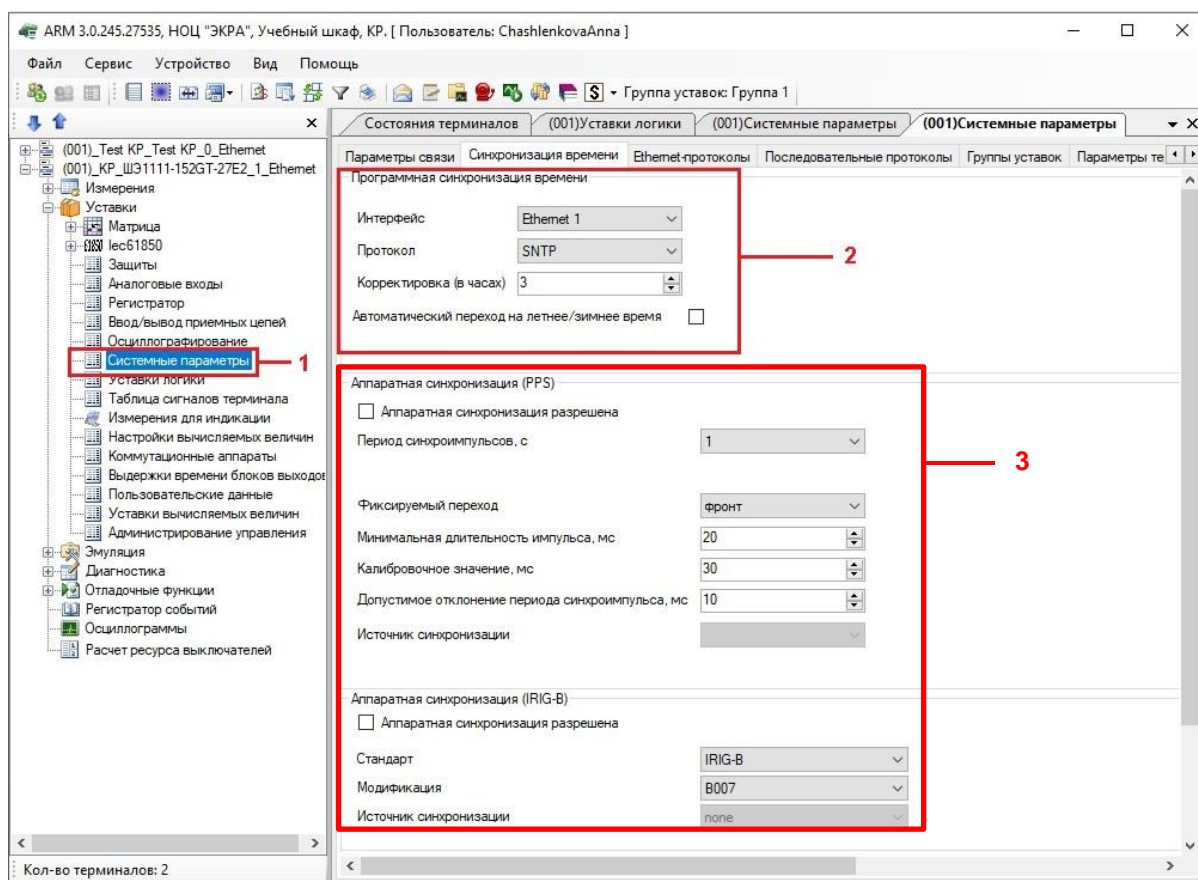 ARM 3.0.245.27535, НОЦ "ЭКРА", Учебный шкаф, КР. [ Пользователь: ChashlenkovaAnna ]
Файл Сервис Устройство Вид Помощь
Группа уставок: Группа 1
(001)_Test KP_Test KP_0_Ethernet
(001)_KP_ШЭ1111-152GT-27E2_1_Ethernet
Измерения
Уставки
Матрица
Iec61850
Защиты
Аналоговые входы
Регистратор
Ввод/вывод приемных цепей
Осциллографирование
Системные параметры
1
Уставки логики
Таблица сигналов терминала
Измерения для индикации
Настройки вычисляемых величин
Коммутационные аппараты
Выдержки времени блоков выходов
Пользовательские данные
Уставки вычисляемых величин
Администрирование управления
Эмуляция
Диагностика
Отладочные функции
Регистратор событий
Осциллограммы
Расчет ресурса выключателей
Кол-во терминалов: 2
Состояния терминалов (001)Уставки логики (001)Системные параметры (001)Системные параметры
Параметры связи Синхронизация времени Ethernet-протоколы Последовательные протоколы Группы уставок Параметры те
Программная синхронизация времени
Интерфейс Ethernet 1
Протокол SNTP
2
Корректировка (в часах) 3
Автоматический переход на летнее/зимнее время
Аппаратная синхронизация (PPS)
Аппаратная синхронизация разрешена
Период синхроимпульсов, с 1
3
Фиксируемый переход фронт
Минимальная длительность импульса, мс 20
Калибровочное значение, мс 30
Допустимое отклонение периода синхроимпульса, мс 10
Источник синхронизации
Аппаратная синхронизация (IRIG-B)
Аппаратная синхронизация разрешена
Стандарт IRIG-B
Модификация B007
Источник синхронизации none